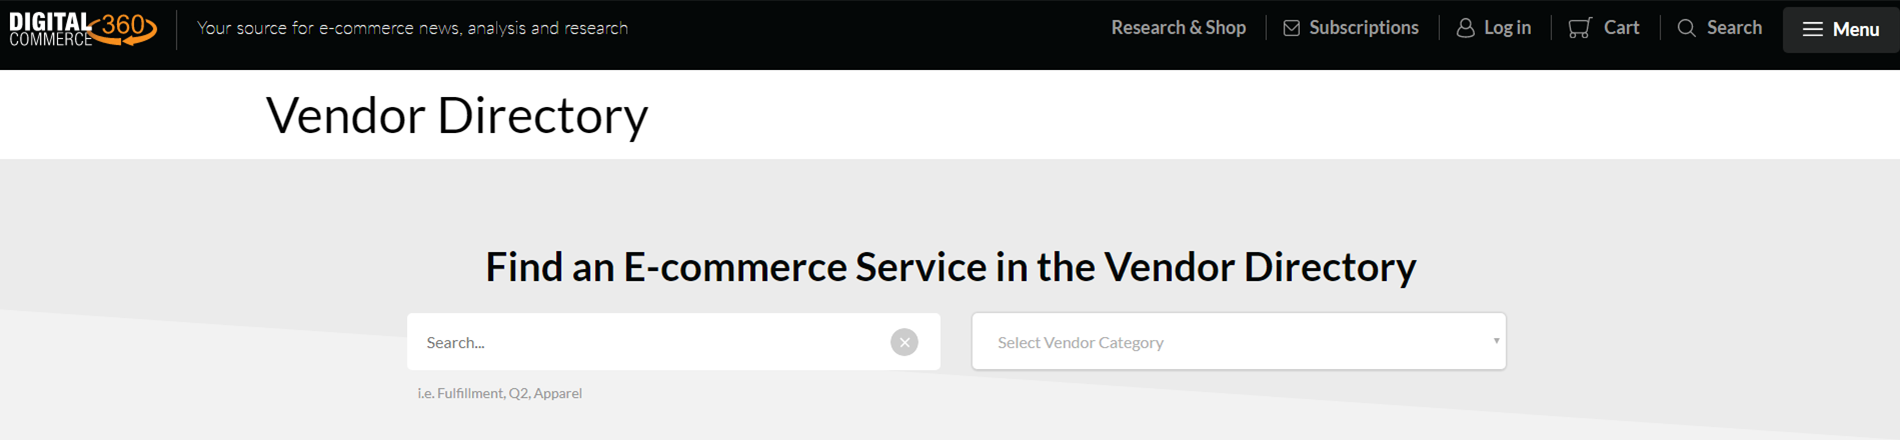 DIGITAL
COMMERCE 360
Your source for e-commerce news, analysis and research
Research & Shop
Subscriptions
Log in
Cart
Search
Menu
Vendor Directory
Find an E-commerce Service in the Vendor Directory
Search...
Select Vendor Category
i.e. Fulfillment, Q2, Apparel